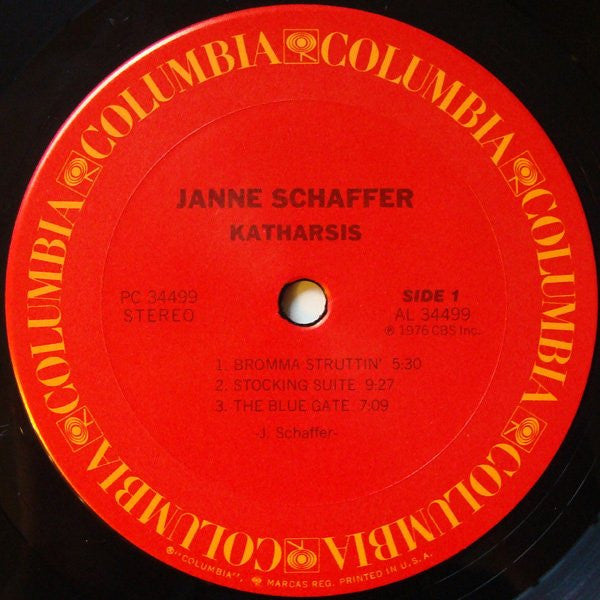 COLUMBIA COLUMBIA COLUMBIA COLUMBIA COLUMBIA COLUMBIA COLUMBIA COLUMBIA
JANNE SCHAFFER
KATHARSIS
PC 34499
STEREO
SIDE 1
AL 34499
℗ 1976 CBS Inc.
1. BROMMA STRUTTIN' 5:30
2. STOCKING SUITE 9:27
3. THE BLUE GATE 7:09
-J. Schaffer-
®"COLUMBIA", MARCAS REG. PRINTED IN U.S.A.